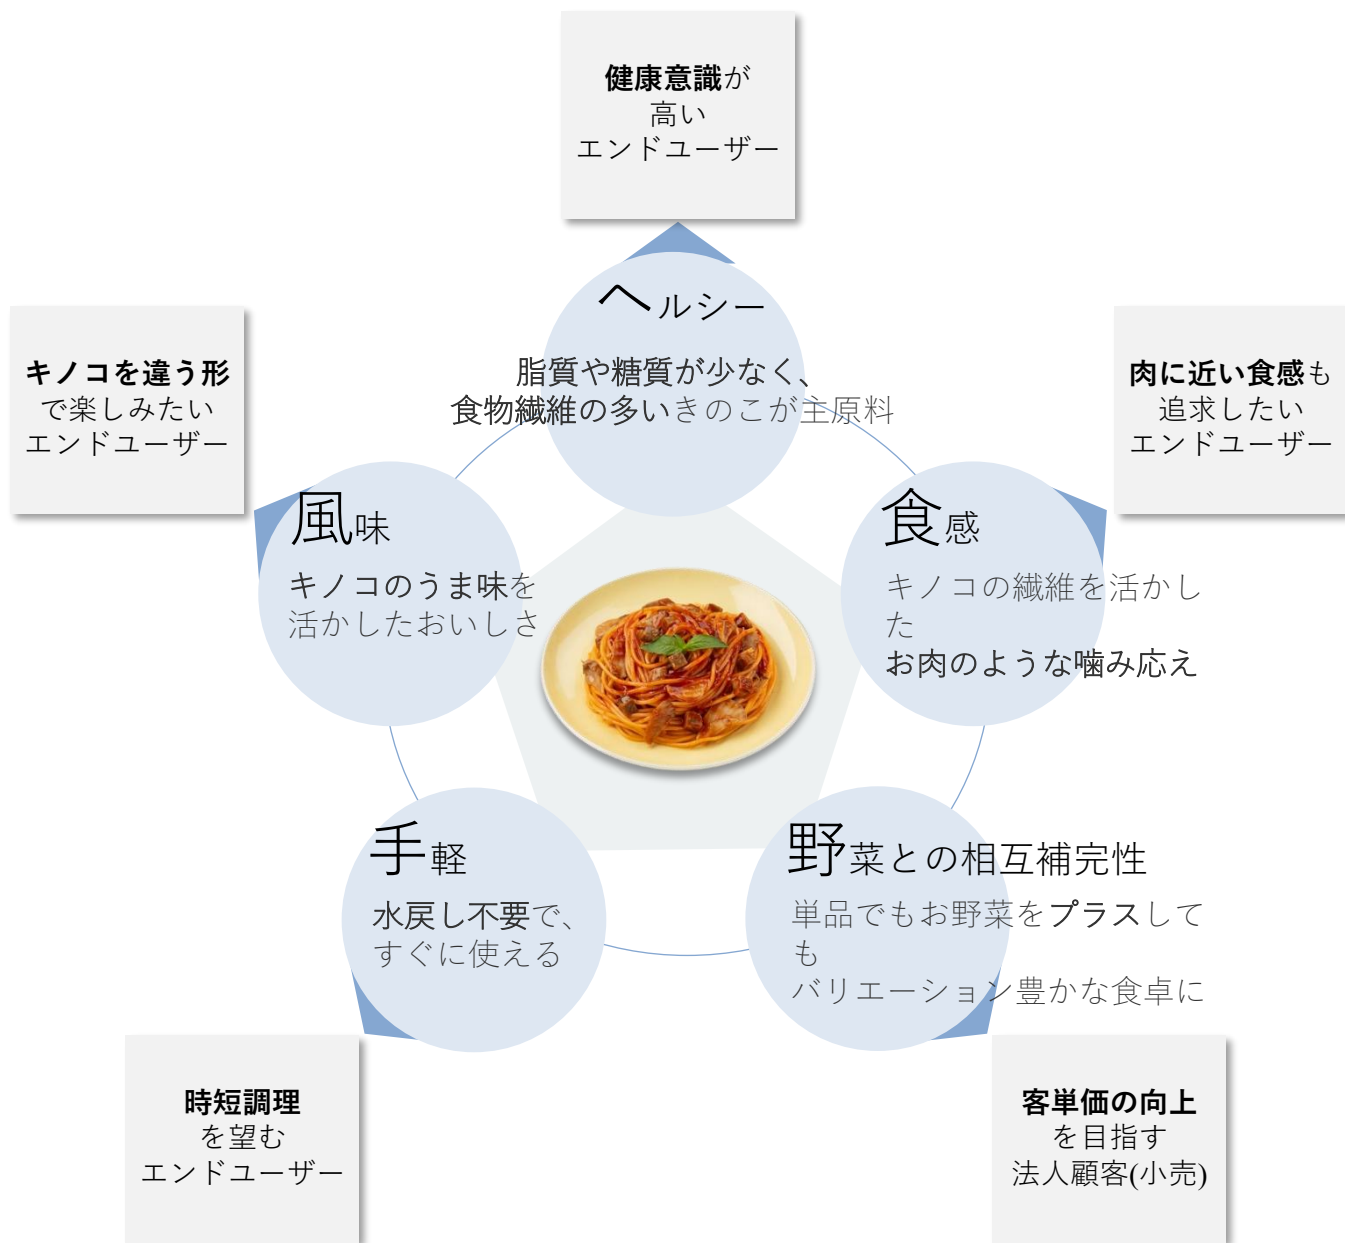 健康意識が
高い
エンドユーザー
ヘルシー
脂質や糖質が少なく、
食物繊維の多いきのこが主原料
キノコを違う形
で楽しみたい
エンドユーザー
肉に近い食感も
追求したい
エンドユーザー
風味
キノコのうま味を
活かしたおいしさ
食感
キノコの繊維を活かし
た
お肉のような噛み応え
手軽
水戻し不要で、
すぐに使える
野菜との相互補完性
単品でもお野菜をプラスして
も
バリエーション豊かな食卓に
時短調理
を望む
エンドユーザー
客単価の向上
を目指す
法人顧客(小売)